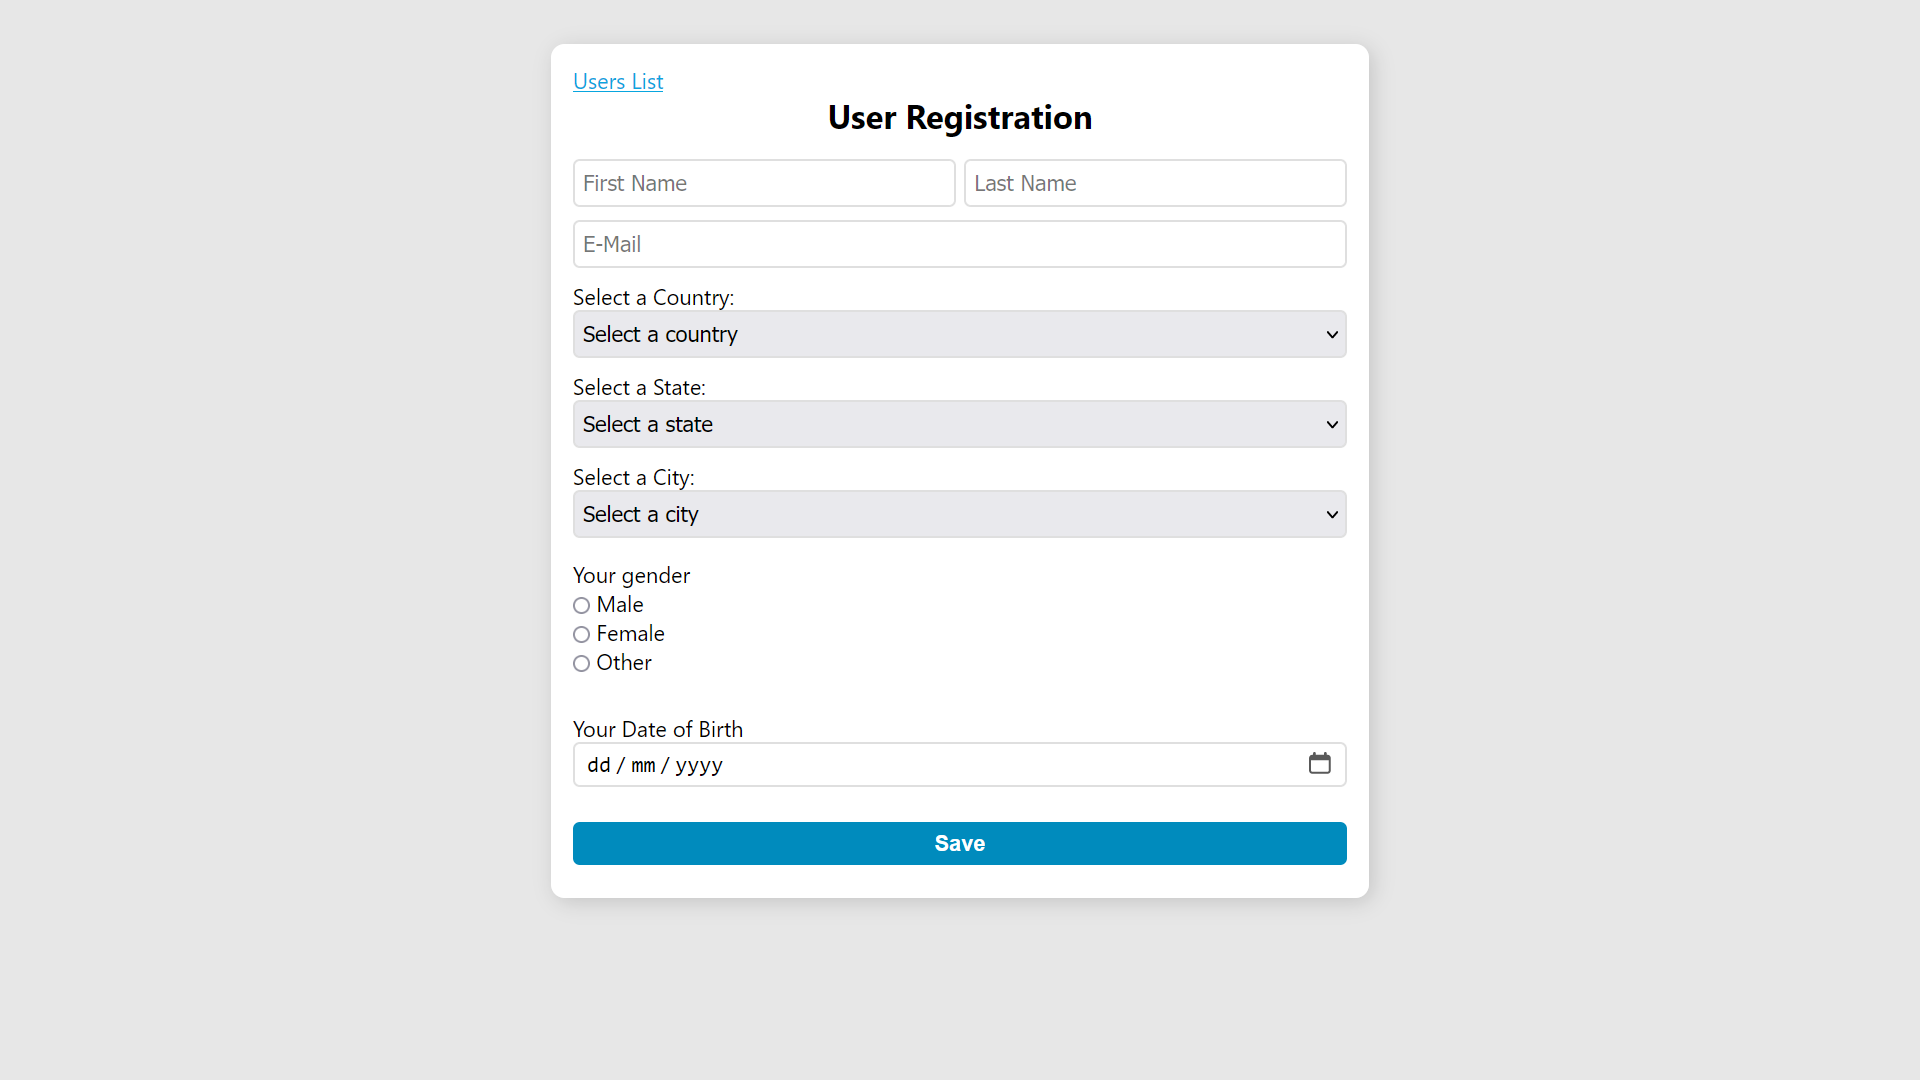 Users List
User Registration
First Name Last Name
E-Mail
Select a Country:
Select a country
Select a State:
Select a state
Select a City:
Select a city
Your gender
Male
Female
Other
Your Date of Birth
dd / mm / yyyy
Save